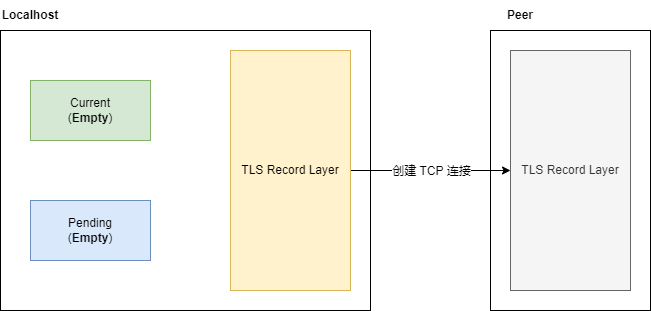 Localhost
Peer
Current
(Empty)
TLS Record Layer
创建 TCP 连接
TLS Record Layer
Pending
(Empty)